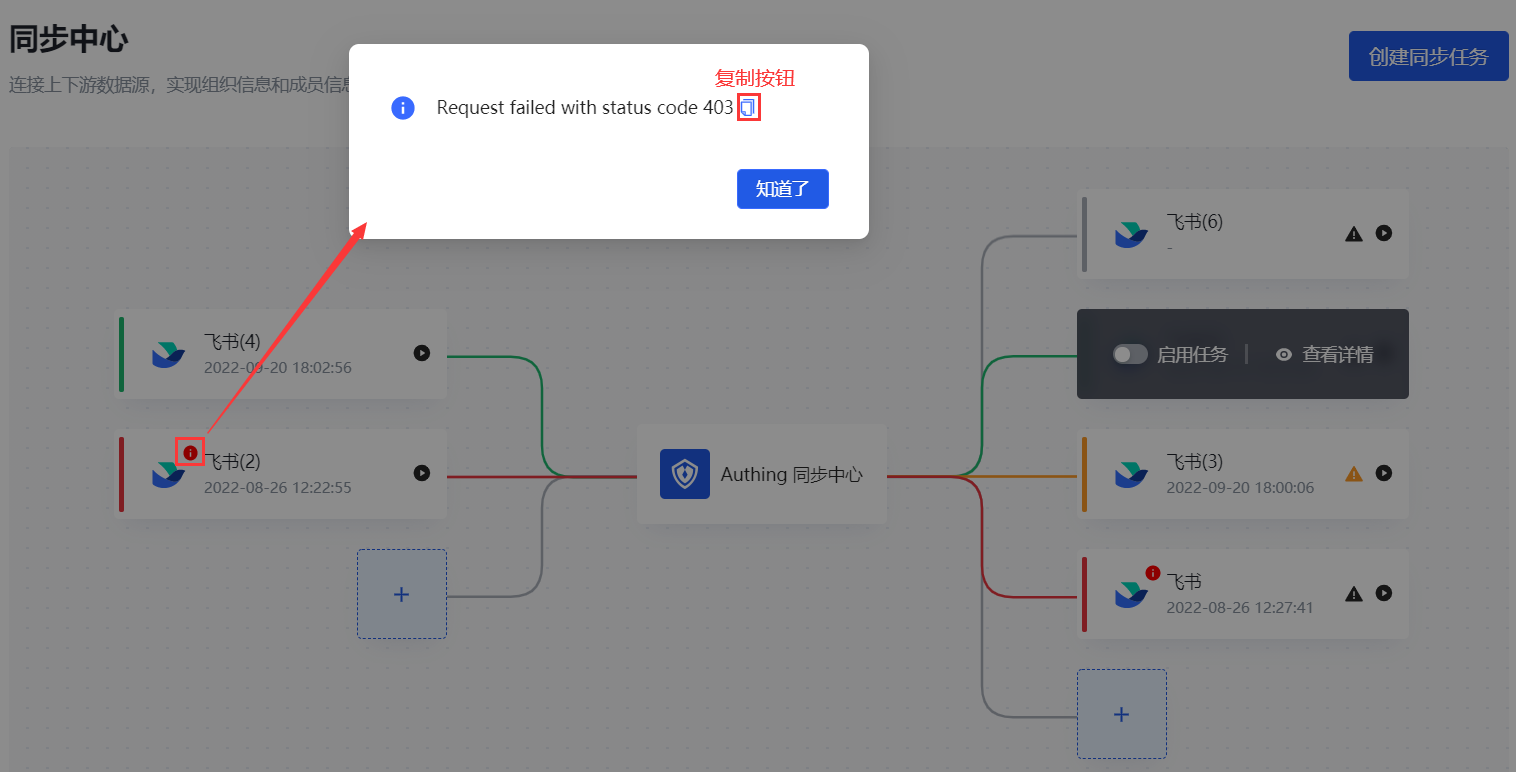 同步中心
创建同步任务
连接上下游数据源，实现组织信息和成员信息
复制按钮
Request failed with status code 403
知道了
飞书(4)
2022-09-20 18:02:56
飞书(2)
2022-08-26 12:22:55
Authing 同步中心
飞书(6)
-
启用任务
查看详情
飞书(3)
2022-09-20 18:00:06
飞书
2022-08-26 12:27:41